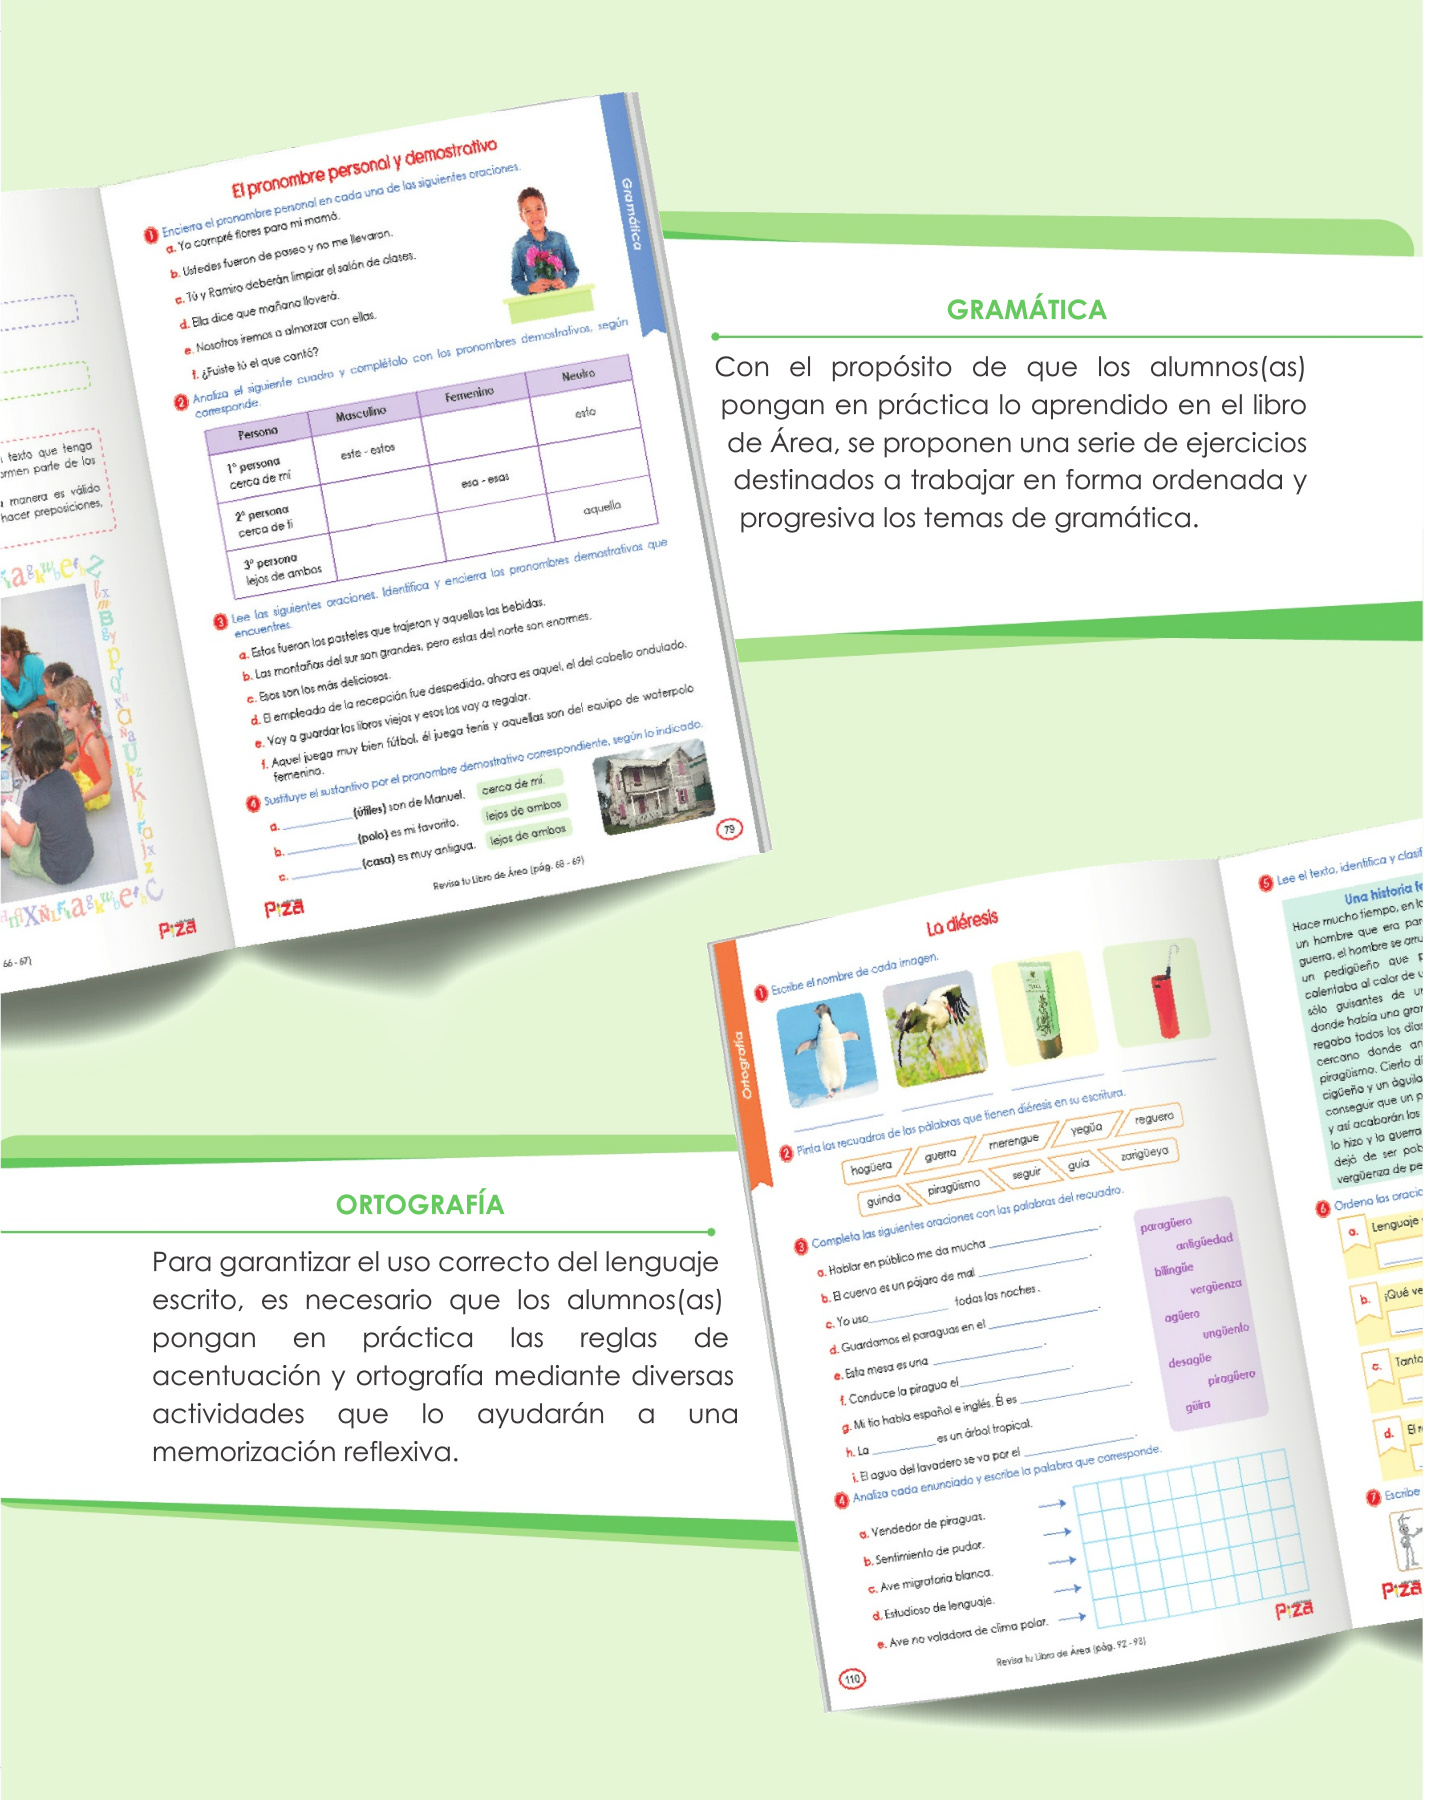 El pronombre personal y demostrativo
1 Encierra el pronombre personal en cada una de las siguientes oraciones.
a. Yo compré flores para mi mamá.
b. Ustedes fueron de paseo y no me llevaron.
c. Tú y Ramiro deberán limpiar el salón de clases.
d. Ella dice que mañana lloverá.
e. Nosotros iremos a almorzar con ellas.
f. ¿Fuiste tú el que cantó?
2 Analiza el siguiente cuadro y complétalo con los pronombres demostrativos, según
corresponde.
Persona Masculino Femenino Neutro
1° persona
cerca de mí
este - estos
esto
2° persona
cerca de ti
esa - esas
3° persona
lejos de ambos
aquello
3 Lee las siguientes oraciones. Identifica y encierra los pronombres demostrativos que
encuentres.
a. Estos fueron los pasteles que trajeron y aquellas las bebidas.
b. Las montañas del sur son grandes, pero estas del norte son enormes.
c. Esos son los más deliciosos.
d. El empleado de la recepción fue despedido, ahora es aquel, el del cabello ondulado.
e. Voy a guardar los libros viejos y esos los voy a regalar.
f. Aquel juega muy bien fútbol, él juega tenis y aquellas son del equipo de waterpolo
femenino.
4 Sustituye el sustantivo por el pronombre demostrativo correspondiente, según lo indicado.
a. (útiles) son de Manuel. cerca de mí.
b. (polo) es mi favorito. lejos de ambos
c. (casa) es muy antigua. lejos de ambos
Revisa tu Libro de Área (pág. 68 - 69)
Piza
79
Gramática
texto que tenga
parte de los
manera es válido
hacer preposiciones,
Piza
66 - 67)
GRAMÁTICA
Con el propósito de que los alumnos(as)
pongan en práctica lo aprendido en el libro
de Área, se proponen una serie de ejercicios
destinados a trabajar en forma ordenada y
progresiva los temas de gramática.
ORTOGRAFÍA
Para garantizar el uso correcto del lenguaje
escrito, es necesario que los alumnos(as)
pongan en práctica las reglas de
acentuación y ortografía mediante diversas
actividades que lo ayudarán a una
memorización reflexiva.
Ortografía
La diéresis
1 Escribe el nombre de cada imagen.
2 Pinta los recuadros de las palabras que tienen diéresis en su escritura.
hogüera guerra merengue yegüa reguero
guinda piragüismo seguir guía zarigüeya
3 Completa las siguientes oraciones con las palabras del recuadro.
a. Hablar en público me da mucha .
b. El cuervo es un pájaro de mal .
c. Yo uso todas las noches.
d. Guardamos el paraguas en el .
e. Esta mesa es una .
f. Conduce la piragua el .
g. Mi tío habla español e inglés. Él es .
h. La es un árbol tropical.
i. El agua del lavadero se va por el .
paragüero
antigüedad
bilingüe
vergüenza
agüero
ungüento
desagüe
piragüero
güira
4 Analiza cada enunciado y escribe la palabra que corresponde.
a. Vendedor de piraguas.
b. Sentimiento de pudor.
c. Ave migratoria blanca.
d. Estudioso de lenguaje.
e. Ave no voladora de clima polar.
Revisa tu Libro de Área (pág. 92 - 93)
Piza
110
5 Lee el texto, identifica y clasif
Una historia fe
Hace mucho tiempo, en la
un hombre que era par
guerra, el hombre se arru
un pedigüeño que p
calentaba al calor de u
sólo guisantes de un
donde había una gran
regaba todos los días
cercano donde an
piragüismo. Cierto dí
cigüeña y un águila
conseguir que un p
y así acabarán los
lo hizo y la guerra
dejó de ser pob
vergüenza de pe
6 Ordena las oracio
a. Lenguaje
b. ¡Qué ve
c. Tanto
d. El
7 Escribe
Piza